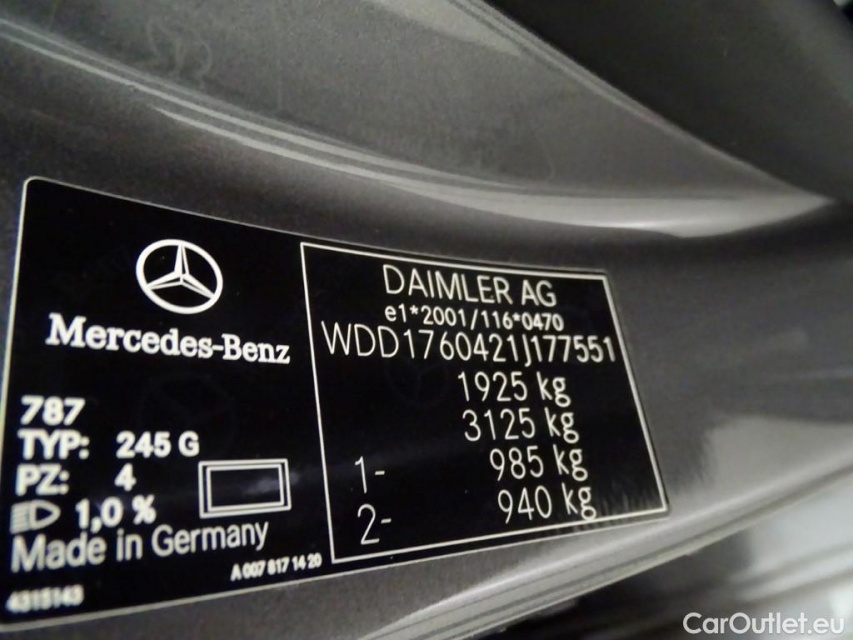 Mercedes-Benz
787
TYP: 245 G
PZ: 4
1,0 %
Made in Germany
A 007 817 14 20
4315143
DAIMLER AG
e1*2001/116*0470
WDD1760421J177551
1925 kg
3125 kg
1- 985 kg
2- 940 kg
CarOutlet.eu